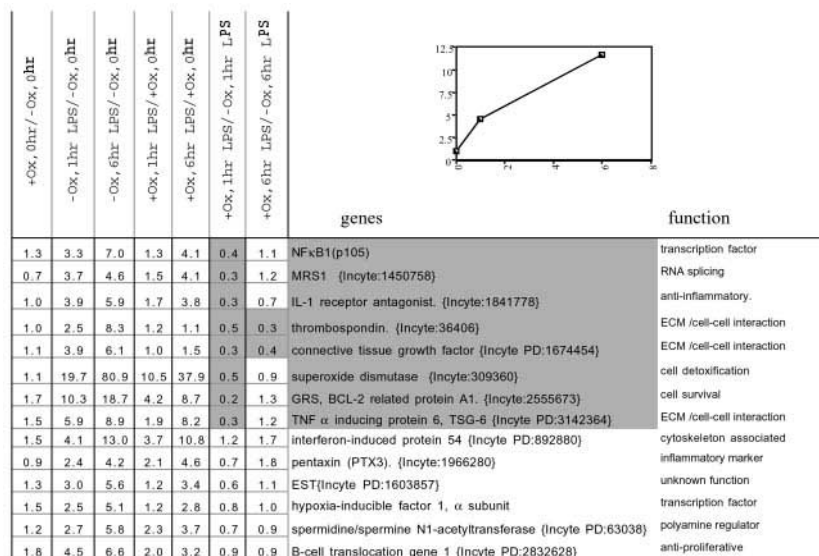 +Ox,0hr/-Ox,0hr
-Ox,1hr LPS/-Ox,0hr
-Ox,6hr LPS/-Ox,0hr
+Ox,1hr LPS/+Ox,0hr
+Ox,6hr LPS/+Ox,0hr
+Ox,1hr LPS/-Ox,1hr LPS
+Ox,6hr LPS/-Ox,6hr LPS
12.5
10
7.5
5
2.5
0
0 2 4 6 8
genes function
1.3 3.3 7.0 1.3 4.1 0.4 1.1 NFκB1(p105) transcription factor
0.7 3.7 4.6 1.5 4.1 0.3 1.2 MRS1 {Incyte:1450758} RNA splicing
1.0 3.9 5.9 1.7 3.8 0.3 0.7 IL-1 receptor antagonist. {Incyte:1841778} anti-inflammatory.
1.0 2.5 8.3 1.2 1.1 0.5 0.3 thrombospondin. {Incyte:36406} ECM /cell-cell interaction
1.1 3.9 6.1 1.0 1.5 0.3 0.4 connective tissue growth factor {Incyte PD:1674454} ECM /cell-cell interaction
1.1 19.7 80.9 10.5 37.9 0.5 0.9 superoxide dismutase {Incyte:309360} cell detoxification
1.7 10.3 18.7 4.2 8.7 0.2 1.3 GRS, BCL-2 related protein A1. {Incyte:2555673} cell survival
1.5 5.9 8.9 1.9 8.2 0.3 1.2 TNF α inducing protein 6, TSG-6 {Incyte PD:3142364} ECM /cell-cell interaction
1.5 4.1 13.0 3.7 10.8 1.2 1.7 interferon-induced protein 54 {Incyte PD:892880} cytoskeleton associated
0.9 2.4 4.2 2.1 4.6 0.7 1.8 pentaxin (PTX3). {Incyte:1966280} inflammatory marker
1.3 3.0 5.6 1.2 3.4 0.6 1.1 EST{Incyte PD:1603857} unknown function
1.5 2.5 5.1 1.2 2.8 0.8 1.0 hypoxia-inducible factor 1, α subunit transcription factor
1.2 2.7 5.8 2.3 3.7 0.7 0.9 spermidine/spermine N1-acetyltransferase {Incyte PD:63038} polyamine regulator
1.8 4.5 6.6 2.0 3.2 0.9 0.9 B-cell translocation gene 1 {Incyte PD:2832628} anti-proliferative